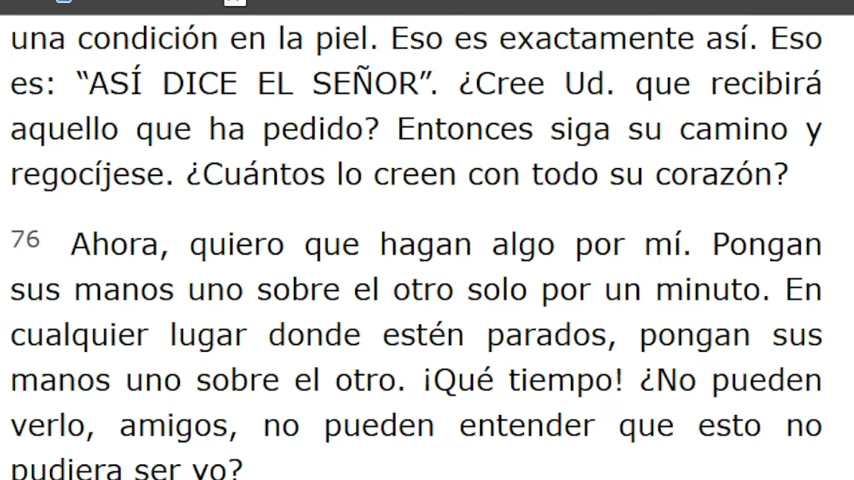 una condición en la piel. Eso es exactamente así. Eso
es: “ASÍ DICE EL SEÑOR”. ¿Cree Ud. que recibirá
aquello que ha pedido? Entonces siga su camino y
regocíjese. ¿Cuántos lo creen con todo su corazón?
76 Ahora, quiero que hagan algo por mí. Pongan
sus manos uno sobre el otro solo por un minuto. En
cualquier lugar donde estén parados, pongan sus
manos uno sobre el otro. ¡Qué tiempo! ¿No pueden
verlo, amigos, no pueden entender que esto no
pudiera ser yo?